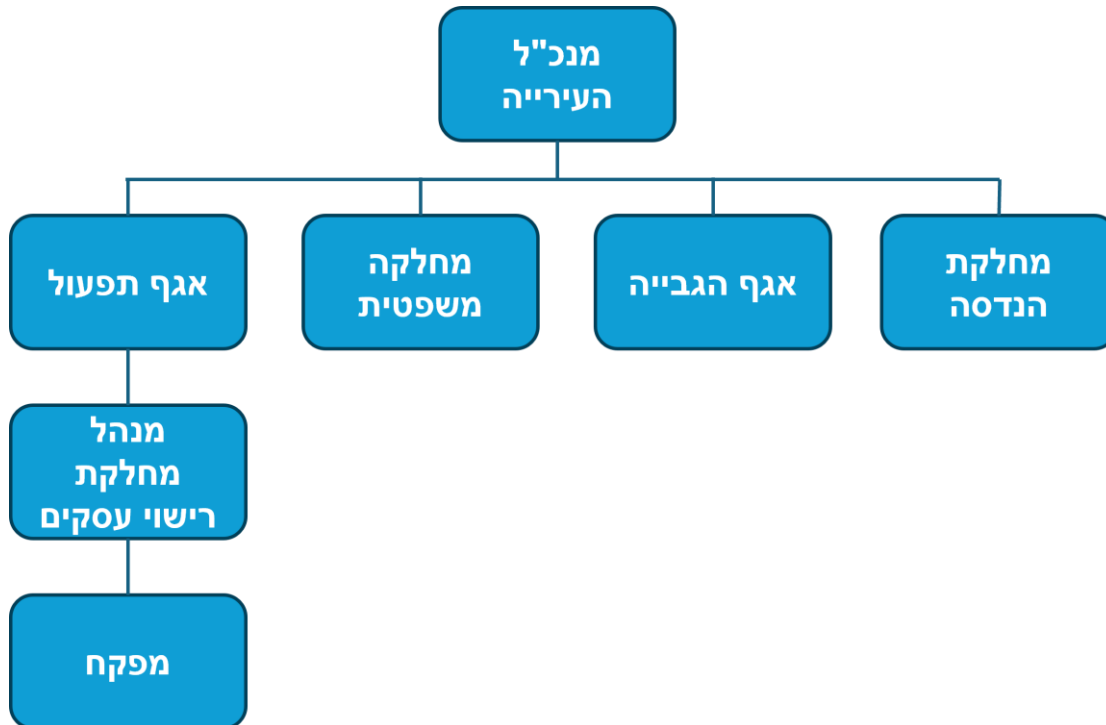 מנכ"ל
העירייה
מחלקת
הנדסה
אגף הגבייה
מחלקה
משפטית
אגף תפעול
מנהל
מחלקת
רישוי עסקים
מפקח